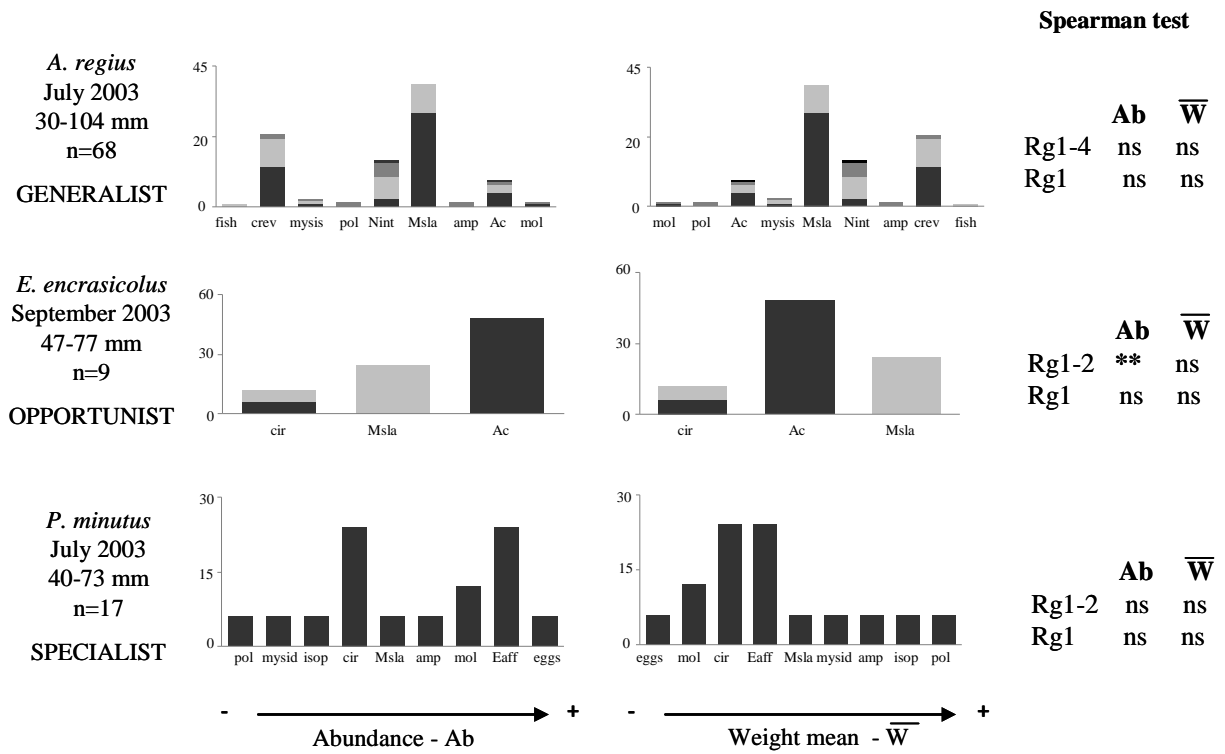 Spearman test
A. regius
July 2003
30-104 mm
n=68
GENERALIST
45
20
0
fish crev mysis pol Nint Msla amp Ac mol
45
20
0
mol pol Ac mysis Msla Nint amp crev fish
Ab W̅
Rg1-4 ns ns
Rg1 ns ns
E. encrasicolus
September 2003
47-77 mm
n=9
OPPORTUNIST
60
30
0
cir Msla Ac
60
30
0
cir Ac Msla
Ab W̅
Rg1-2 ** ns
Rg1 ns ns
P. minutus
July 2003
40-73 mm
n=17
SPECIALIST
30
15
0
pol mysid isop cir Msla amp mol Eaff eggs
30
15
0
eggs mol cir Eaff Msla mysid amp isop pol
Ab W̅
Rg1-2 ns ns
Rg1 ns ns
- +
Abundance - Ab
- +
Weight mean - W̅